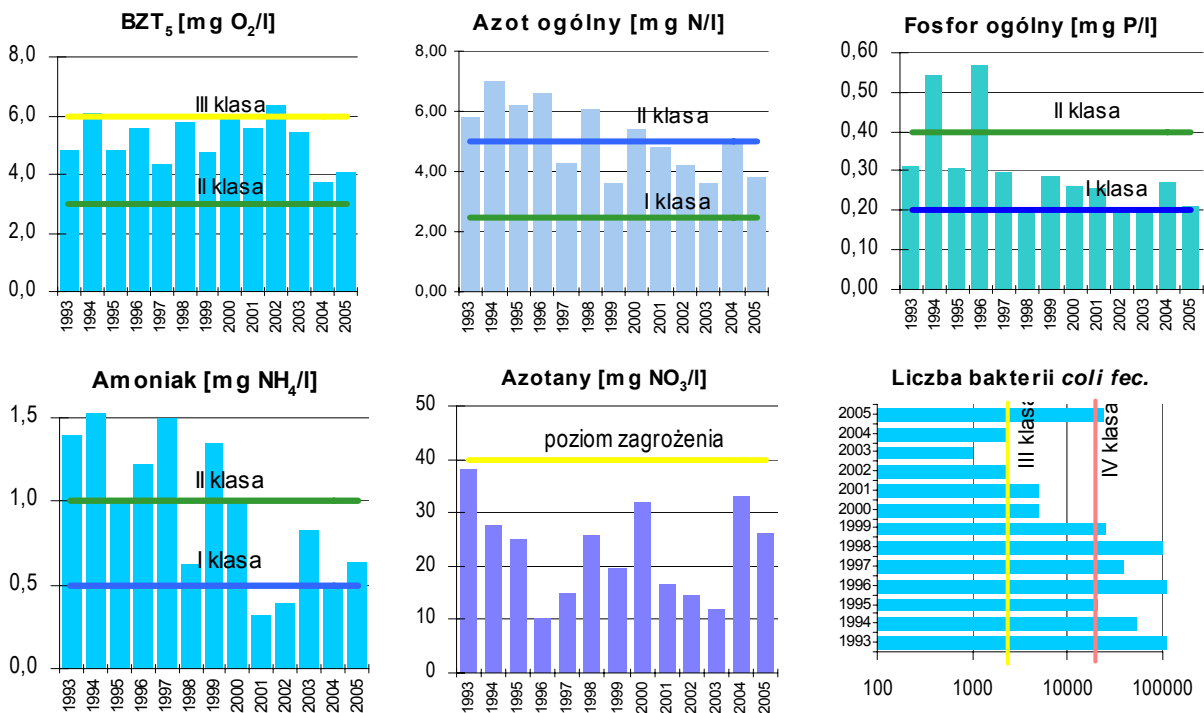 BZT5 [mg O2/l]
8,0
6,0
4,0
2,0
0,0
III klasa
II klasa
1993 1994 1995 1996 1997 1998 1999 2000 2001 2002 2003 2004 2005
Azot ogólny [mg N/l]
8,00
6,00
4,00
2,00
0,00
II klasa
I klasa
1993 1994 1995 1996 1997 1998 1999 2000 2001 2002 2003 2004 2005
Fosfor ogólny [mg P/l]
0,60
0,50
0,40
0,30
0,20
0,10
0,00
II klasa
I klasa
1993 1994 1995 1996 1997 1998 1999 2000 2001 2002 2003 2004 2005
Amoniak [mg NH4/l]
1,5
1,0
0,5
0,0
II klasa
I klasa
1993 1994 1995 1996 1997 1998 1999 2000 2001 2002 2003 2004 2005
Azotany [mg NO3/l]
50
40
30
20
10
0
poziom zagrożenia
1993 1994 1995 1996 1997 1998 1999 2000 2001 2002 2003 2004 2005
Liczba bakterii coli fec.
2005
2004
2003
2002
2001
2000
1999
1998
1997
1996
1995
1994
1993
III klasa
IV klasa
100 1000 10000 100000